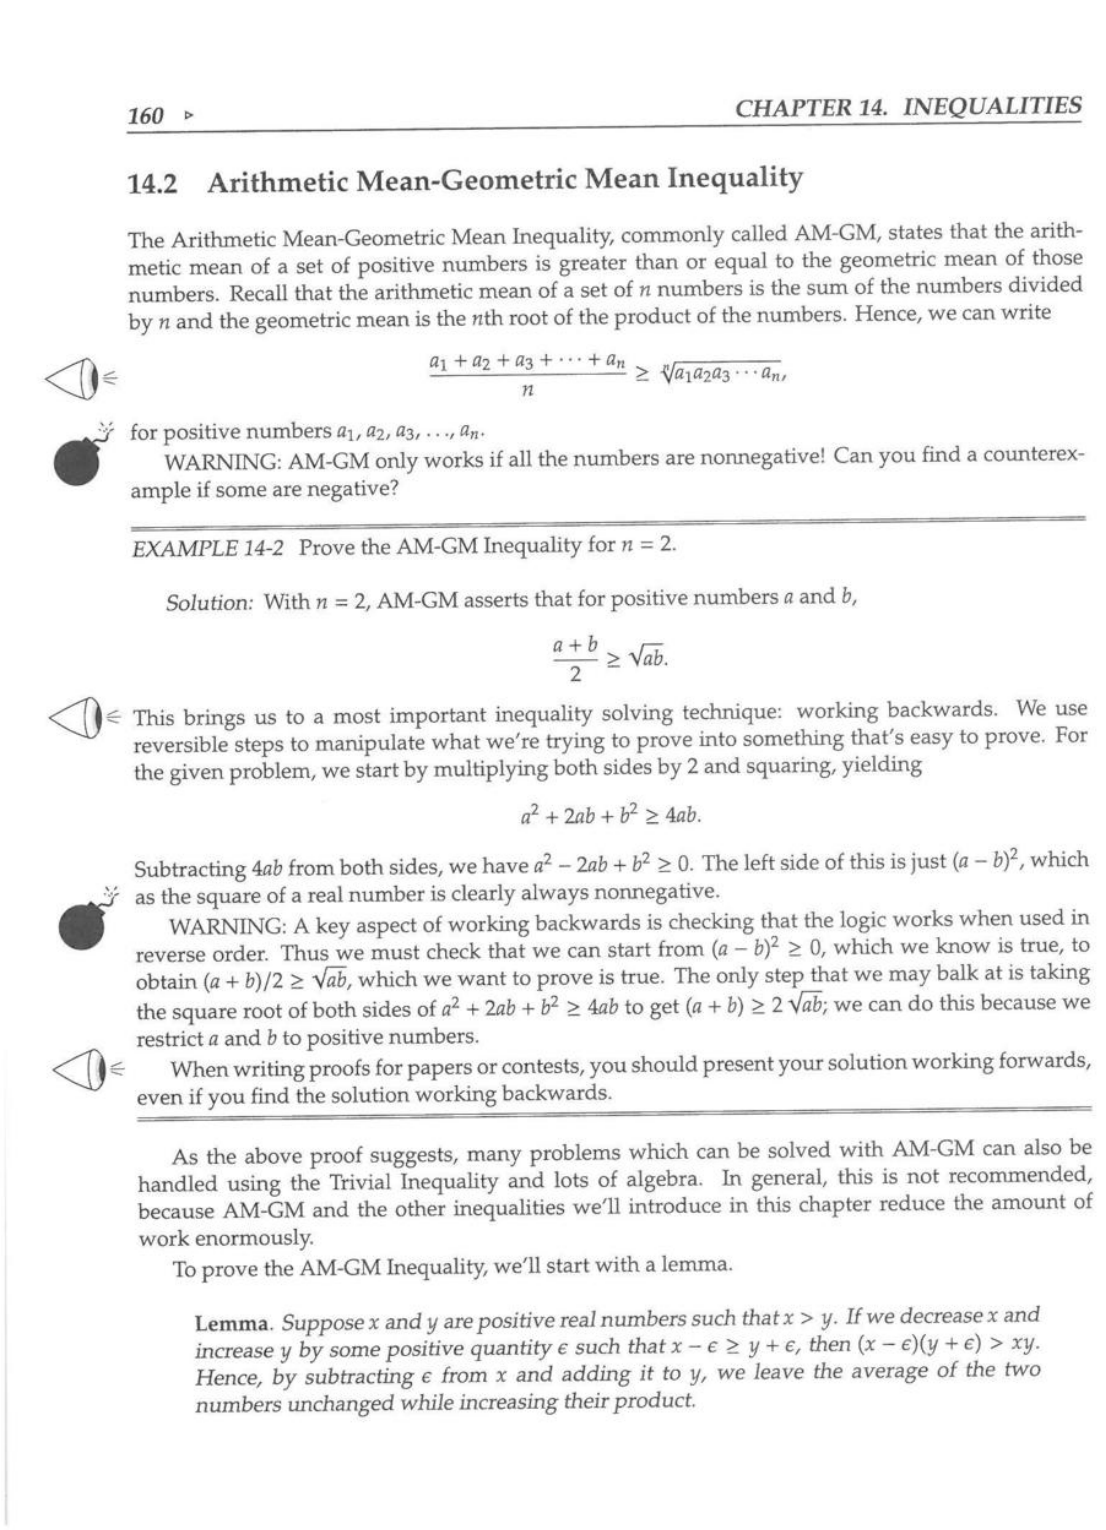 160 ▹ CHAPTER 14. INEQUALITIES
14.2 Arithmetic Mean-Geometric Mean Inequality
The Arithmetic Mean-Geometric Mean Inequality, commonly called AM-GM, states that the arith-
metic mean of a set of positive numbers is greater than or equal to the geometric mean of those
numbers. Recall that the arithmetic mean of a set of n numbers is the sum of the numbers divided
by n and the geometric mean is the nth root of the product of the numbers. Hence, we can write
(a₁ + a₂ + a₃ + ··· + aₙ)/n ≥ ⁿ√(a₁a₂a₃ ··· aₙ),
for positive numbers a₁, a₂, a₃, ..., aₙ.
WARNING: AM-GM only works if all the numbers are nonnegative! Can you find a counterex-
ample if some are negative?
EXAMPLE 14-2 Prove the AM-GM Inequality for n = 2.
Solution: With n = 2, AM-GM asserts that for positive numbers a and b,
(a + b)/2 ≥ √ab.
This brings us to a most important inequality solving technique: working backwards. We use
reversible steps to manipulate what we're trying to prove into something that's easy to prove. For
the given problem, we start by multiplying both sides by 2 and squaring, yielding
a² + 2ab + b² ≥ 4ab.
Subtracting 4ab from both sides, we have a² − 2ab + b² ≥ 0. The left side of this is just (a − b)², which
as the square of a real number is clearly always nonnegative.
WARNING: A key aspect of working backwards is checking that the logic works when used in
reverse order. Thus we must check that we can start from (a − b)² ≥ 0, which we know is true, to
obtain (a + b)/2 ≥ √ab, which we want to prove is true. The only step that we may balk at is taking
the square root of both sides of a² + 2ab + b² ≥ 4ab to get (a + b) ≥ 2√ab; we can do this because we
restrict a and b to positive numbers.
When writing proofs for papers or contests, you should present your solution working forwards,
even if you find the solution working backwards.
As the above proof suggests, many problems which can be solved with AM-GM can also be
handled using the Trivial Inequality and lots of algebra. In general, this is not recommended,
because AM-GM and the other inequalities we'll introduce in this chapter reduce the amount of
work enormously.
To prove the AM-GM Inequality, we'll start with a lemma.
Lemma. Suppose x and y are positive real numbers such that x > y. If we decrease x and
increase y by some positive quantity ϵ such that x − ϵ ≥ y + ϵ, then (x − ϵ)(y + ϵ) > xy.
Hence, by subtracting ϵ from x and adding it to y, we leave the average of the two
numbers unchanged while increasing their product.